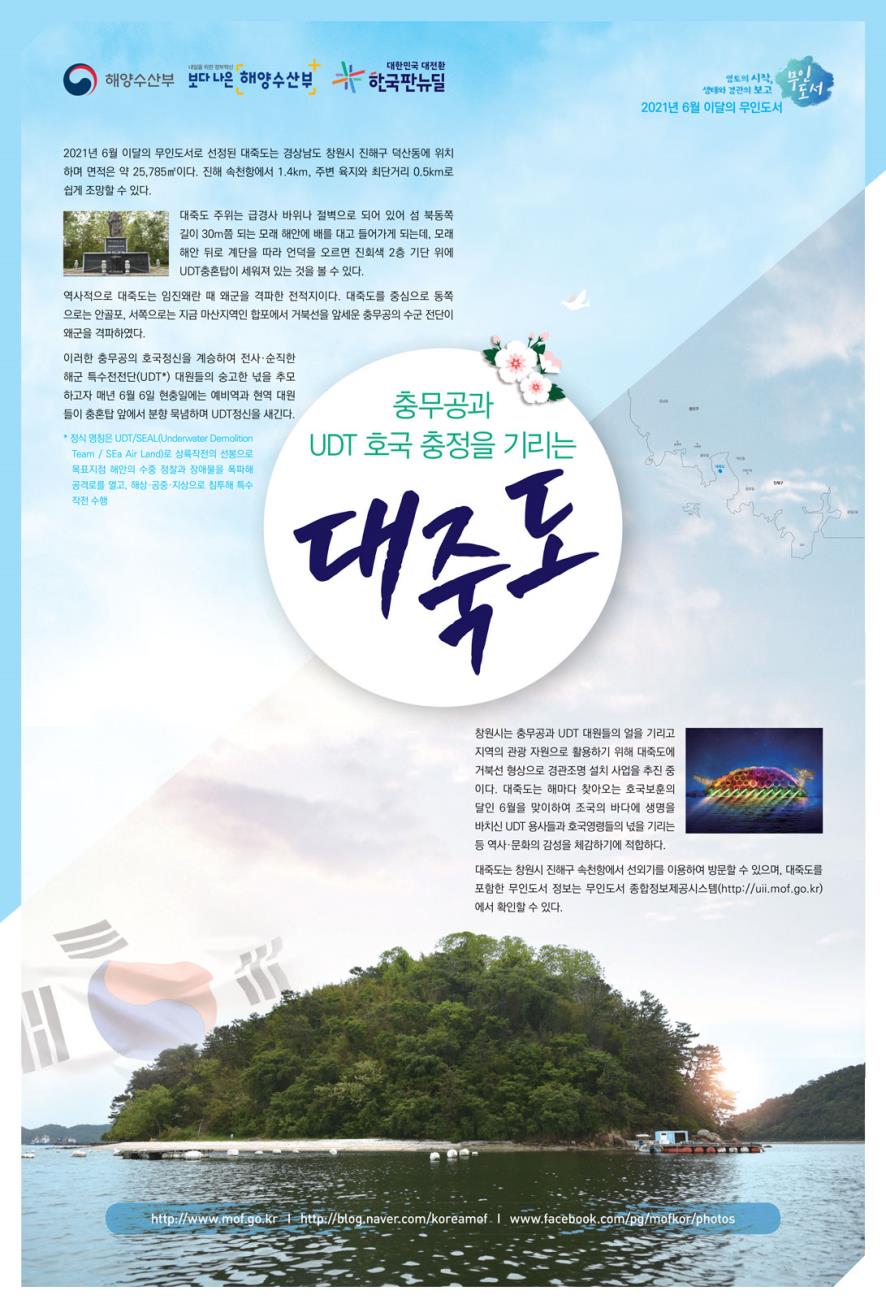 해양수산부
내일을 위한 정부혁신
보다 나은 해양수산부
대한민국 대전환
한국판뉴딜
영토의 시작,
생태와 경관의 보고
무인
도서
2021년 6월 이달의 무인도서
2021년 6월 이달의 무인도서로 선정된 대죽도는 경상남도 창원시 진해구 덕산동에 위치
하며 면적은 약 25,785㎡이다. 진해 속천항에서 1.4km, 주변 육지와 최단거리 0.5km로
쉽게 조망할 수 있다.
대죽도 주위는 급경사 바위나 절벽으로 되어 있어 섬 북동쪽
길이 30m쯤 되는 모래 해안에 배를 대고 들어가게 되는데, 모래
해안 뒤로 계단을 따라 언덕을 오르면 진회색 2층 기단 위에
UDT충혼탑이 세워져 있는 것을 볼 수 있다.
역사적으로 대죽도는 임진왜란 때 왜군을 격파한 전적지이다. 대죽도를 중심으로 동쪽
으로는 안골포, 서쪽으로는 지금 마산지역인 합포에서 거북선을 앞세운 충무공의 수군 전단이
왜군을 격파하였다.
이러한 충무공의 호국정신을 계승하여 전사·순직한
해군 특수전전단(UDT*) 대원들의 숭고한 넋을 추모
하고자 매년 6월 6일 현충일에는 예비역과 현역 대원
들이 충혼탑 앞에서 분향 묵념하며 UDT정신을 새긴다.
* 정식 명칭은 UDT/SEAL(Underwater Demolition
Team / SEa Air Land)로 상륙작전의 선봉으로
목표지점 해안의 수중 정찰과 장애물을 폭파해
공격로를 열고, 해상·공중·지상으로 침투해 특수
작전 수행
충무공과
UDT 호국 충정을 기리는
대죽도
창원시는 충무공과 UDT 대원들의 얼을 기리고
지역의 관광 자원으로 활용하기 위해 대죽도에
거북선 형상으로 경관조명 설치 사업을 추진 중
이다. 대죽도는 해마다 찾아오는 호국보훈의
달인 6월을 맞이하여 조국의 바다에 생명을
바치신 UDT 용사들과 호국영령들의 넋을 기리는
등 역사·문화의 감성을 체감하기에 적합하다.
대죽도는 창원시 진해구 속천항에서 선외기를 이용하여 방문할 수 있으며, 대죽도를
포함한 무인도서 정보는 무인도서 종합정보제공시스템(http://uii.mof.go.kr)
에서 확인할 수 있다.
http://www.mof.go.kr I http://blog.naver.com/koreamof I www.facebook.com/pg/mofkor/photos